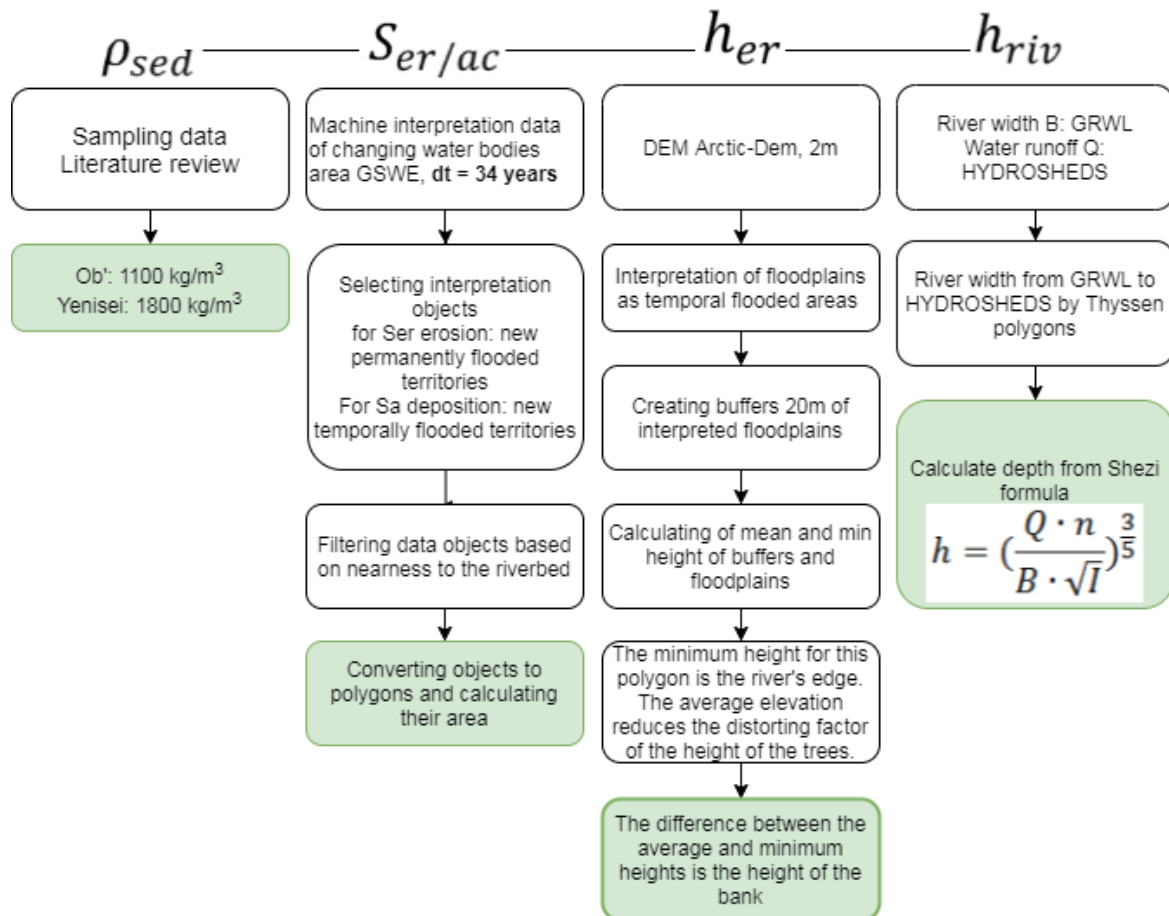 ρsed
Ser/ac
her
hriv
Sampling data
Literature review
Ob': 1100 kg/m³
Yenisei: 1800 kg/m³
Machine interpretation data
of changing water bodies
area GSWE, dt = 34 years
Selecting interpretation
objects
for Ser erosion: new
permanently flooded
territories
For Sa deposition: new
temporally flooded territories
Filtering data objects based
on nearness to the riverbed
Converting objects to
polygons and calculating
their area
DEM Arctic-Dem, 2m
Interpretation of floodplains
as temporal flooded areas
Creating buffers 20m of
interpreted floodplains
Calculating of mean and min
height of buffers and
floodplains
The minimum height for this
polygon is the river's edge.
The average elevation
reduces the distorting factor
of the height of the trees.
The difference between the
average and minimum
heights is the height of the
bank
River width B: GRWL
Water runoff Q:
HYDROSHEDS
River width from GRWL to
HYDROSHEDS by Thyssen
polygons
Calculate depth from Shezi
formula
h = (Q · n / B · √I)^3/5